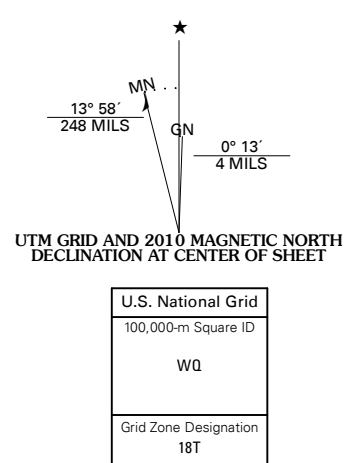 ★
MN
13° 58´
248 MILS
GN
0° 13´
4 MILS
UTM GRID AND 2010 MAGNETIC NORTH
DECLINATION AT CENTER OF SHEET
U.S. National Grid
100,000-m Square ID
WQ
Grid Zone Designation
18T